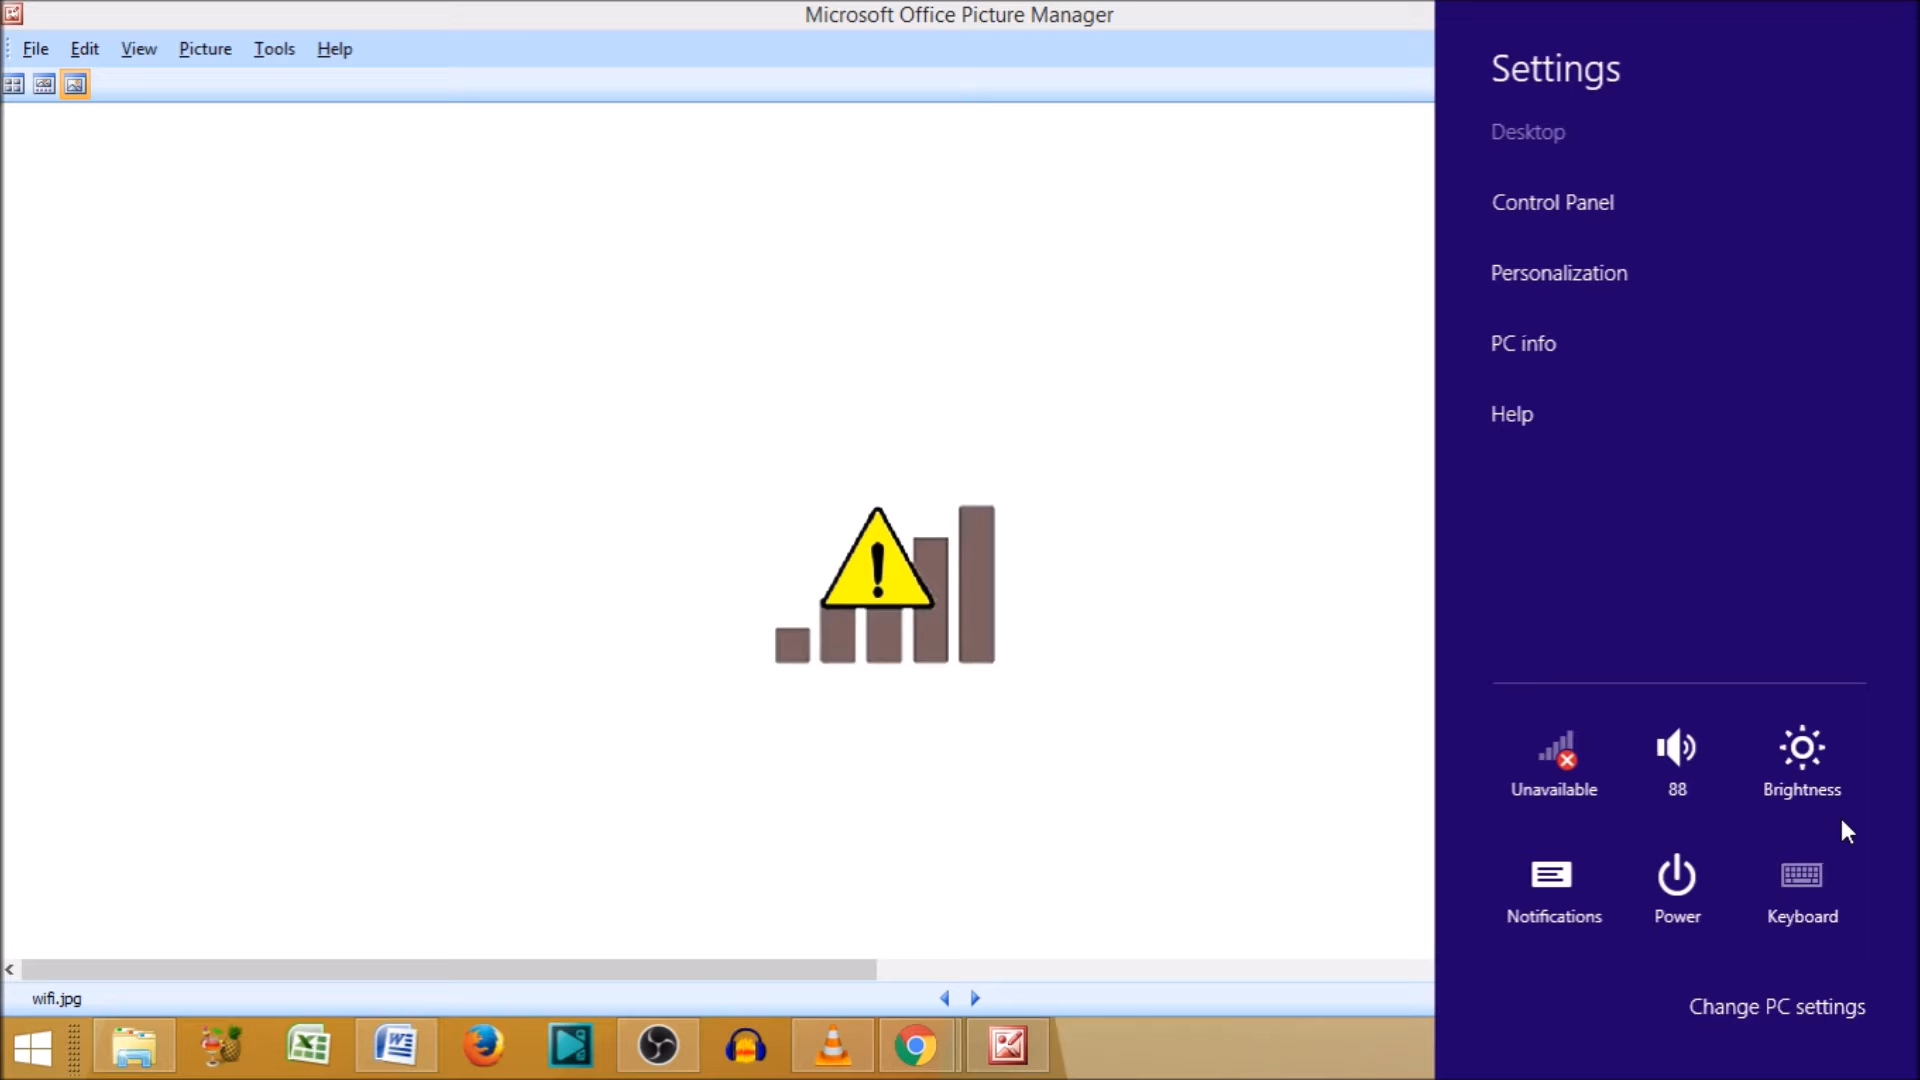 Microsoft Office Picture Manager
File Edit View Picture Tools Help
wifi.jpg
Settings
Desktop
Control Panel
Personalization
PC info
Help
Unavailable 88 Brightness
Notifications Power Keyboard
Change PC settings